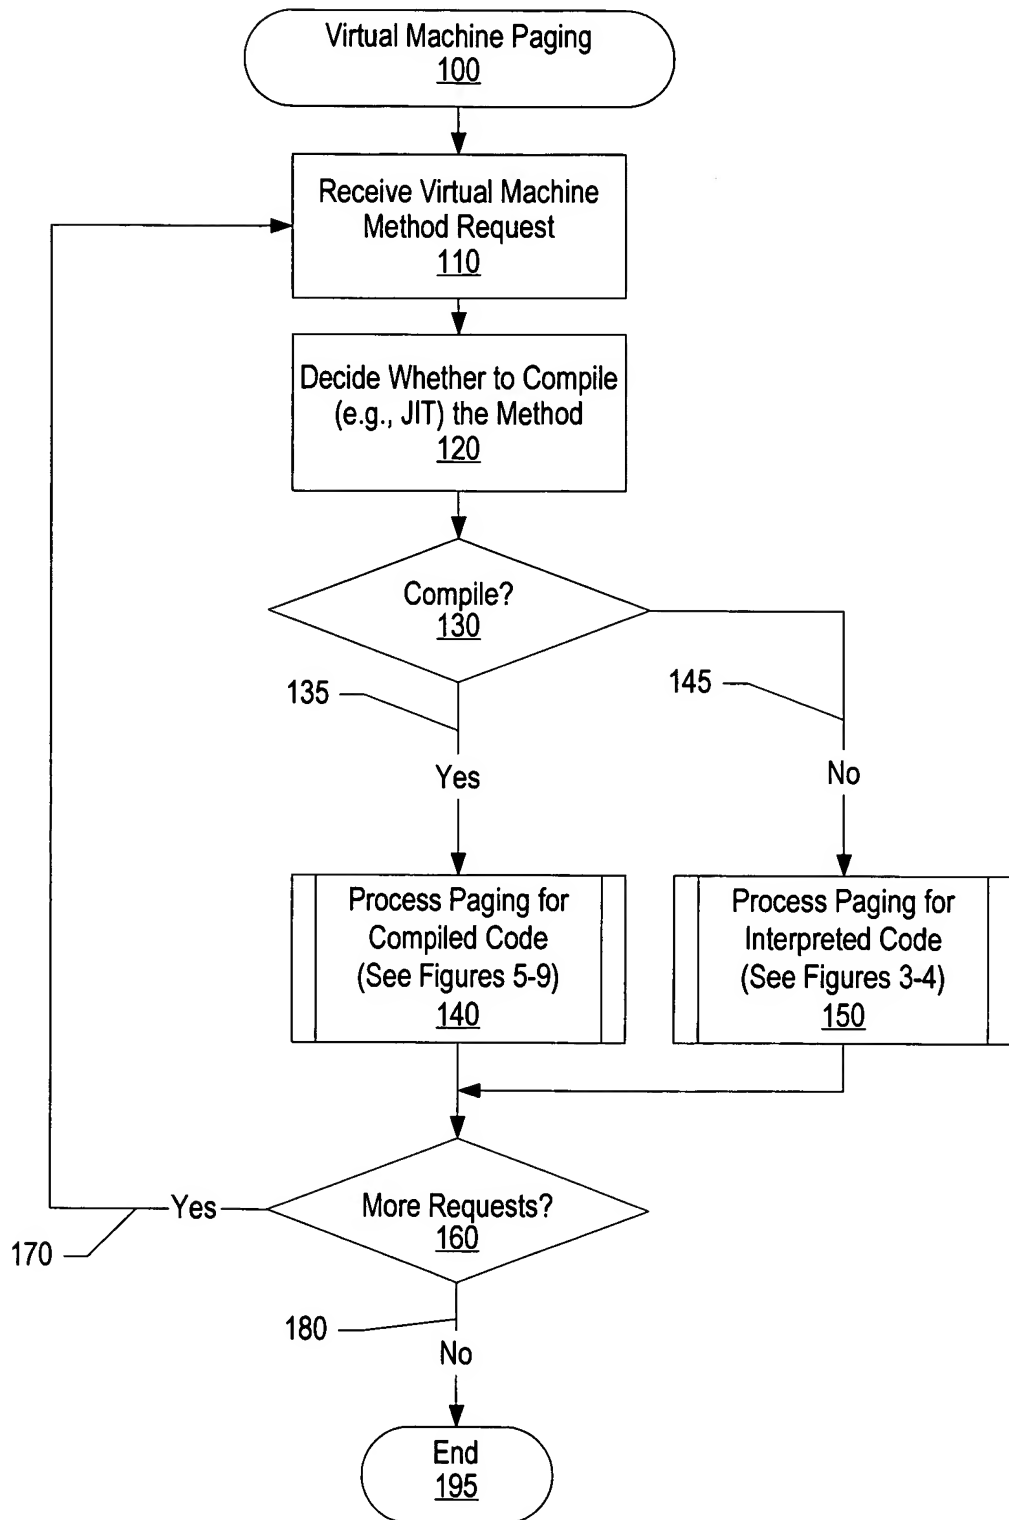 Virtual Machine Paging
100
Receive Virtual Machine
Method Request
110
Decide Whether to Compile
(e.g., JIT) the Method
120
Compile?
130
135
145
Yes
No
Process Paging for
Compiled Code
(See Figures 5-9)
140
Process Paging for
Interpreted Code
(See Figures 3-4)
150
More Requests?
160
Yes
170
180
No
End
195